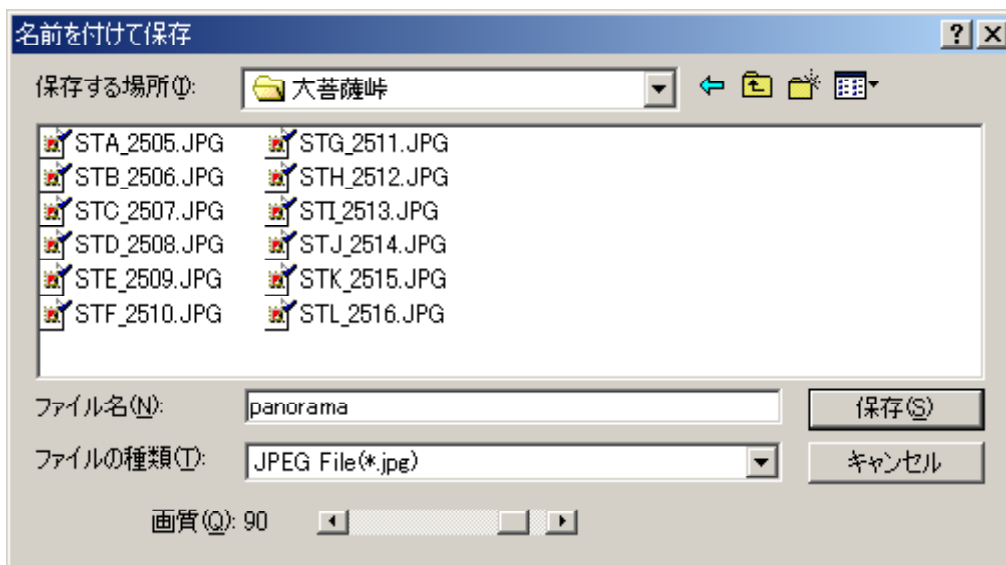 名前を付けて保存
保存する場所(I):
大菩薩峠
STA_2505.JPG
STB_2506.JPG
STC_2507.JPG
STD_2508.JPG
STE_2509.JPG
STF_2510.JPG
STG_2511.JPG
STH_2512.JPG
STI_2513.JPG
STJ_2514.JPG
STK_2515.JPG
STL_2516.JPG
ファイル名(N):
panorama
保存(S)
ファイルの種類(T):
JPEG File(*.jpg)
キャンセル
画質(Q): 90